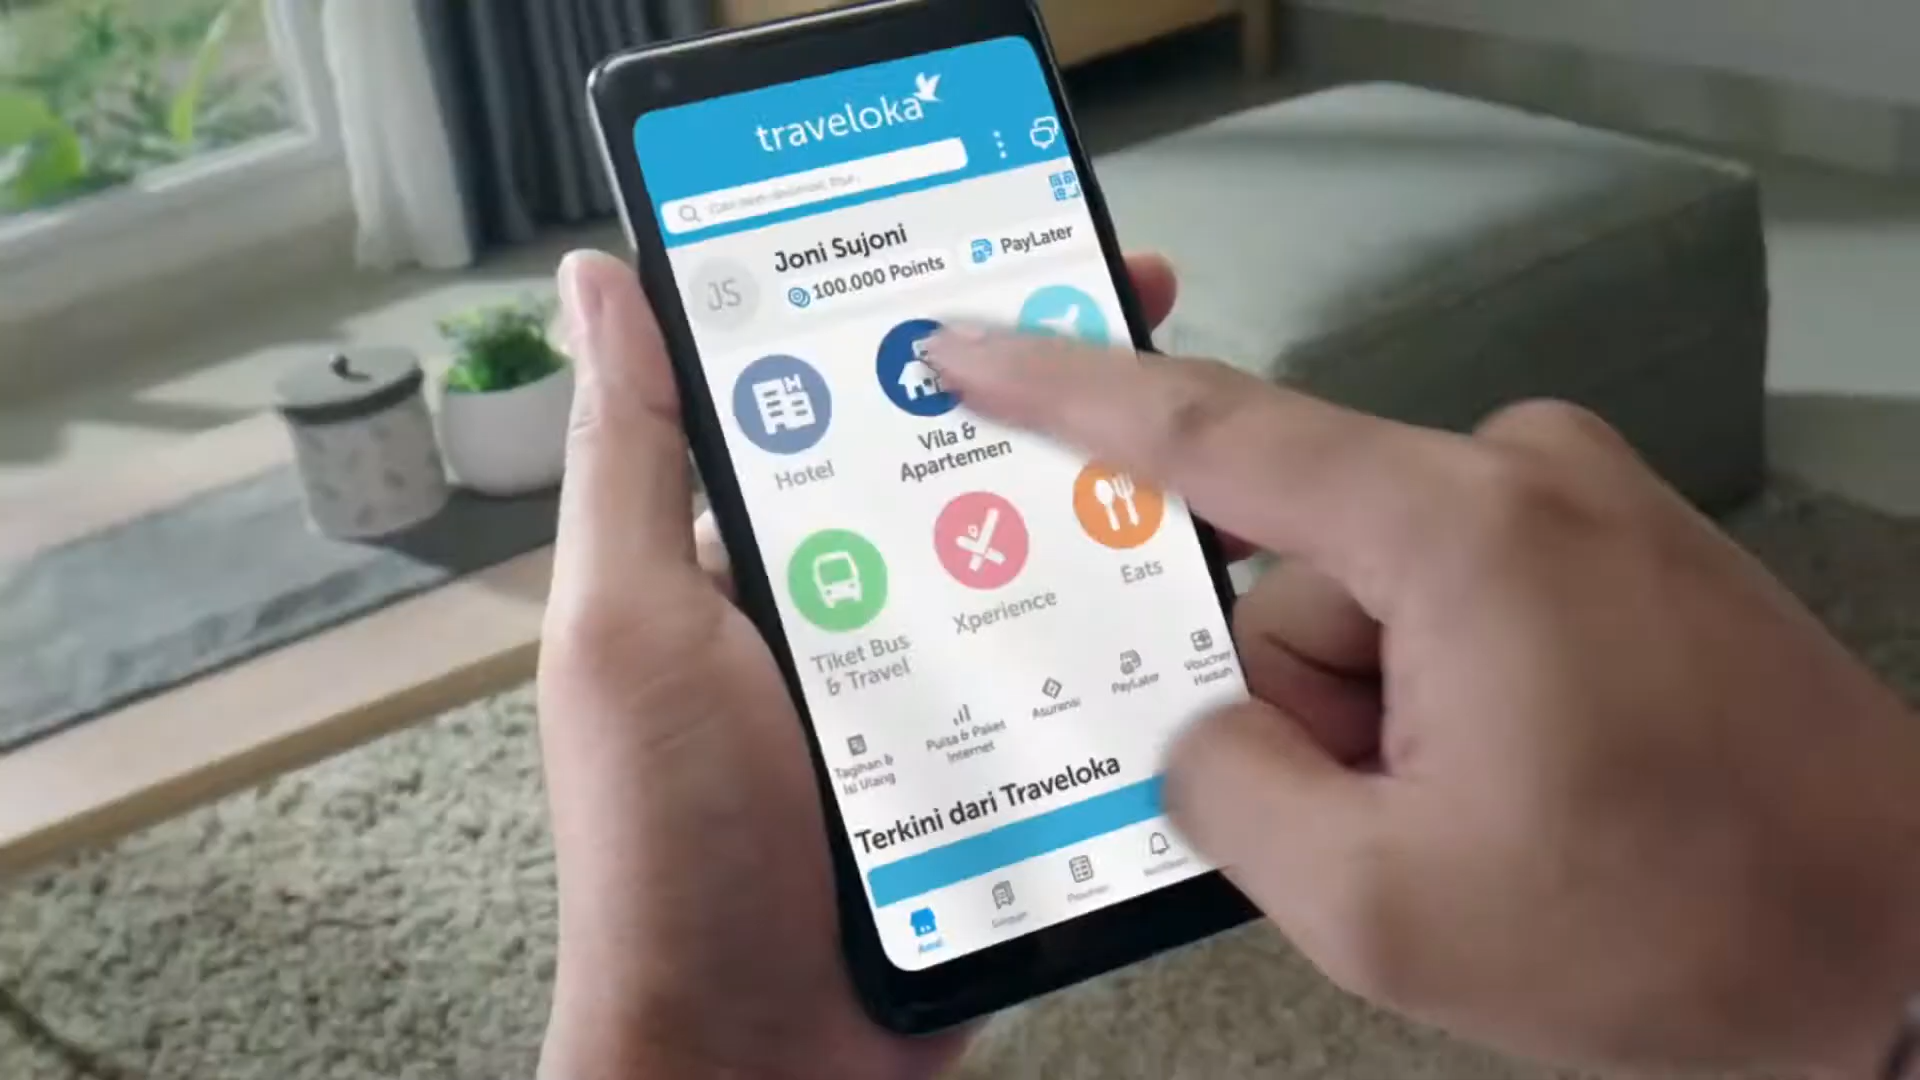 traveloka
Joni Sujoni
JS
100.000 Points
PayLater
Hotel
Vila &
Apartemen
Tiket Bus
& Travel
Xperience
Eats
Tagihan &
Isi Ulang
Pulsa & Paket
Internet
Asuransi
PayLater
Voucher
Hadiah
Terkini dari Traveloka